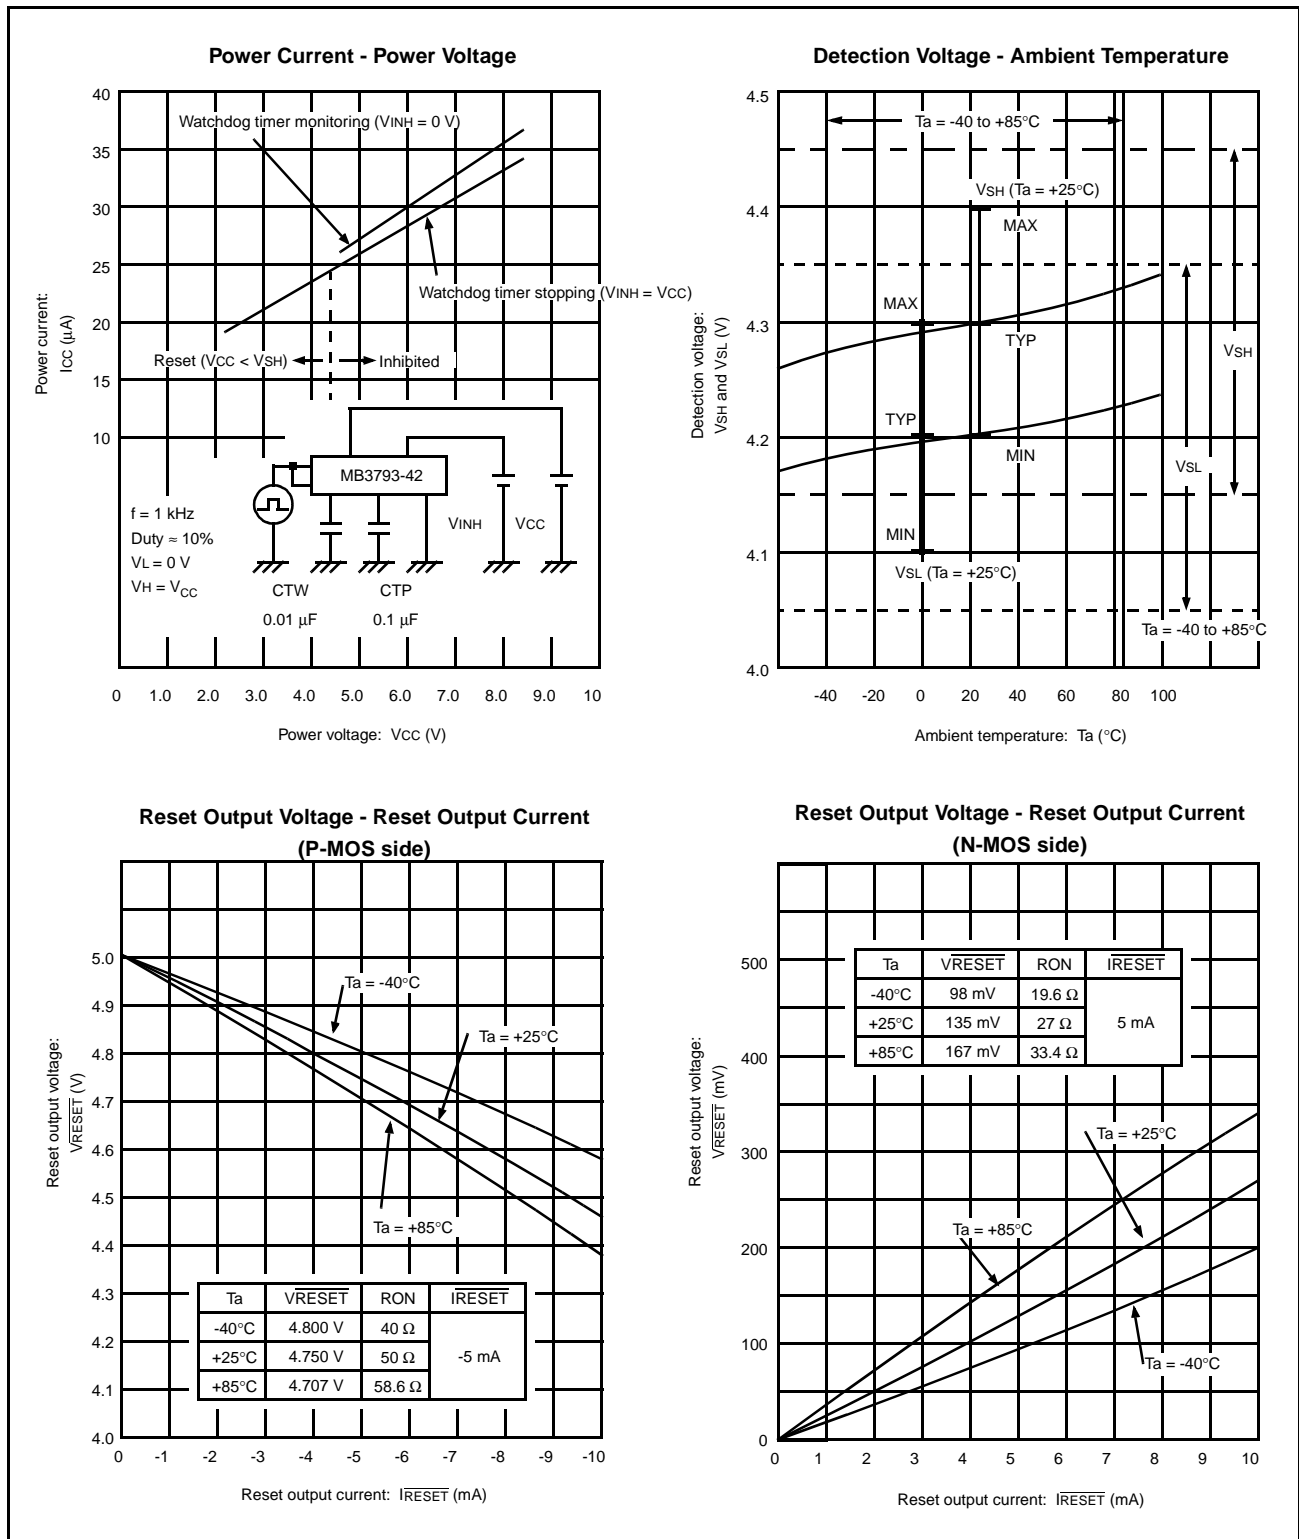 Power Current - Power Voltage
40
35
30
25
20
15
10
Power current:
ICC (μA)
Watchdog timer monitoring (VINH = 0 V)
Watchdog timer stopping (VINH = VCC)
Reset (VCC < VSH)
Inhibited
MB3793-42
f = 1 kHz
Duty ≈ 10%
VL = 0 V
VH = VCC
VINH
VCC
CTW
0.01 μF
CTP
0.1 μF
0 1.0 2.0 3.0 4.0 5.0 6.0 7.0 8.0 9.0 10
Power voltage: VCC (V)
Detection Voltage - Ambient Temperature
4.5
4.4
4.3
4.2
4.1
4.0
Detection voltage:
VSH and VSL (V)
Ta = -40 to +85°C
VSH (Ta = +25°C)
MAX
MAX
TYP
VSH
TYP
MIN
VSL
MIN
VSL (Ta = +25°C)
Ta = -40 to +85°C
-40 -20 0 20 40 60 80 100
Ambient temperature: Ta (°C)
Reset Output Voltage - Reset Output Current
(P-MOS side)
5.0
4.9
4.8
4.7
4.6
4.5
4.4
4.3
4.2
4.1
4.0
Reset output voltage:
VRESET (V)
Ta = -40°C
Ta = +25°C
Ta = +85°C
Ta VRESET RON IRESET
-40°C 4.800 V 40 Ω
+25°C 4.750 V 50 Ω -5 mA
+85°C 4.707 V 58.6 Ω
0 -1 -2 -3 -4 -5 -6 -7 -8 -9 -10
Reset output current: IRESET (mA)
Reset Output Voltage - Reset Output Current
(N-MOS side)
500
400
300
200
100
0
Reset output voltage:
VRESET (mV)
Ta VRESET RON IRESET
-40°C 98 mV 19.6 Ω
+25°C 135 mV 27 Ω 5 mA
+85°C 167 mV 33.4 Ω
Ta = +25°C
Ta = +85°C
Ta = -40°C
0 1 2 3 4 5 6 7 8 9 10
Reset output current: IRESET (mA)